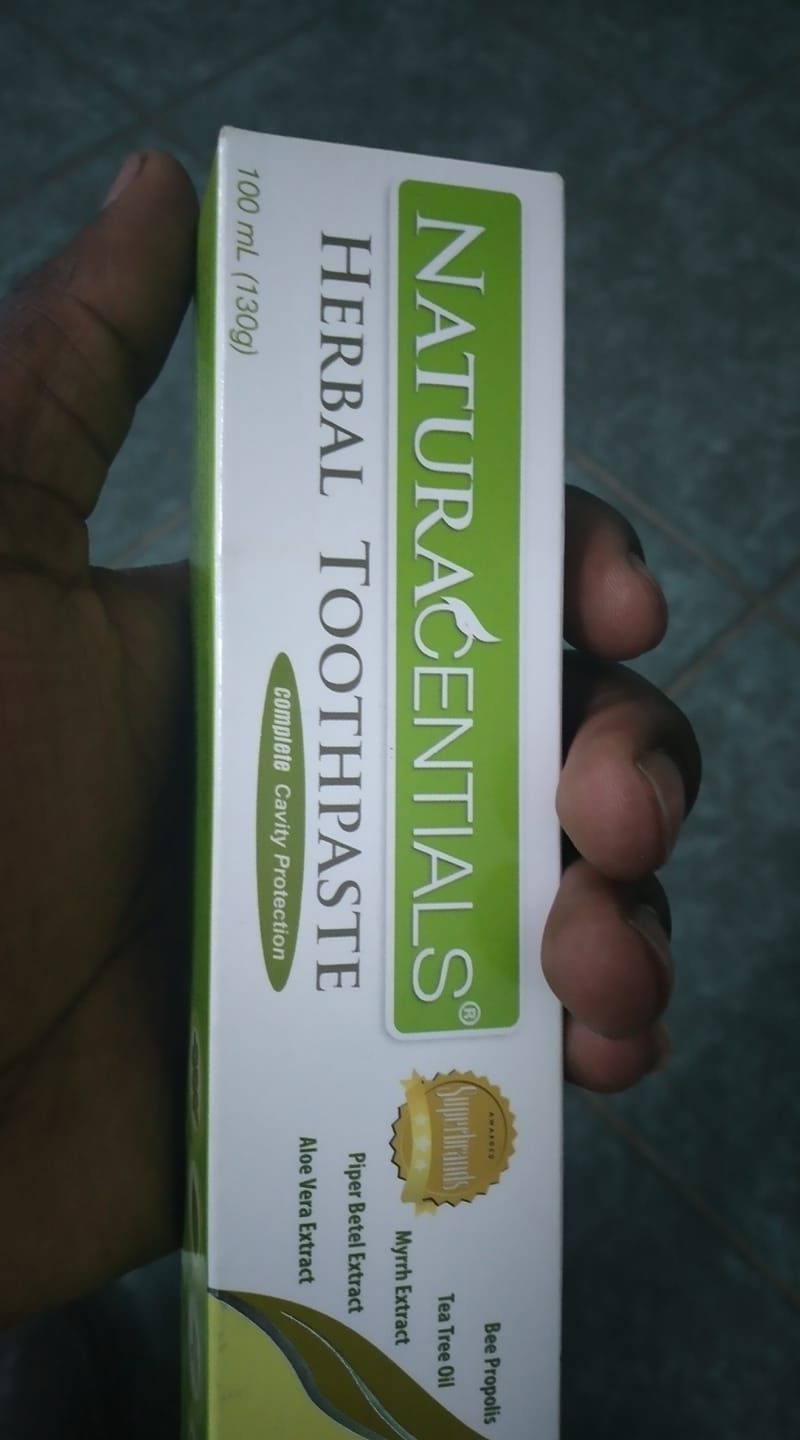 NATURACENTIALS®
HERBAL TOOTHPASTE
complete Cavity Protection
100 mL (130g)
AWARDED
Superbrands
Bee Propolis
Tea Tree Oil
Myrrh Extract
Piper Betel Extract
Aloe Vera Extract